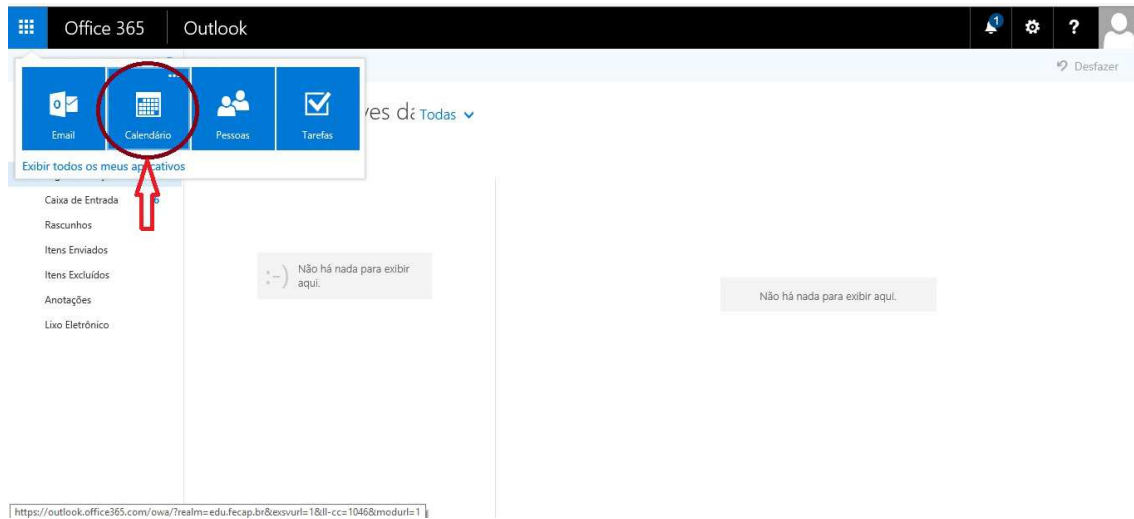 Office 365 Outlook 1 ?
Desfazer
Email Calendário Pessoas Tarefas
Todas
Exibir todos os meus aplicativos
Caixa de Entrada 6
Rascunhos
Itens Enviados
Itens Excluídos
Anotações
Lixo Eletrônico
:-) Não há nada para exibir
aqui.
Não há nada para exibir aqui.
https://outlook.office365.com/owa/?realm=edu.fecap.br&exsvurl=1&ll-cc=1046&modurl=1